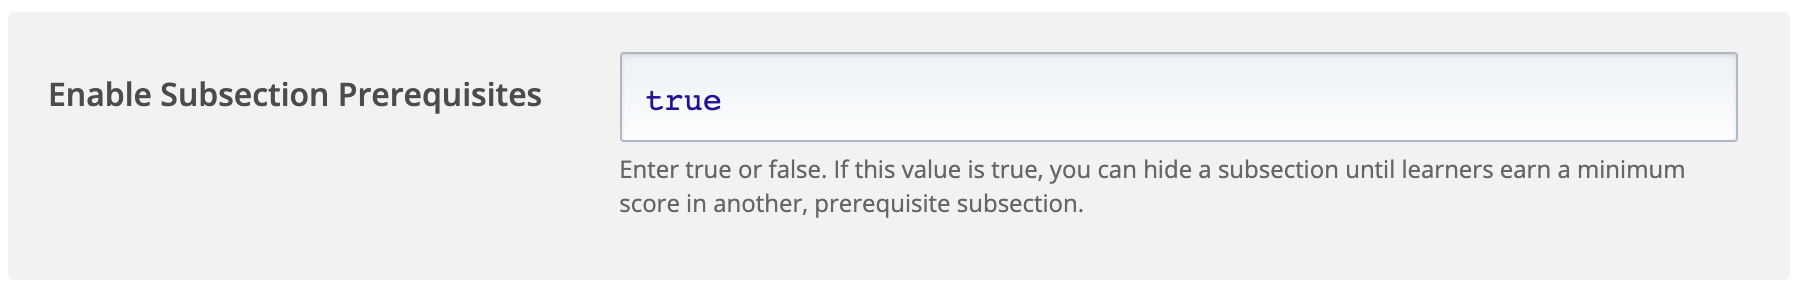 Enable Subsection Prerequisites
true
Enter true or false. If this value is true, you can hide a subsection until learners earn a minimum
score in another, prerequisite subsection.